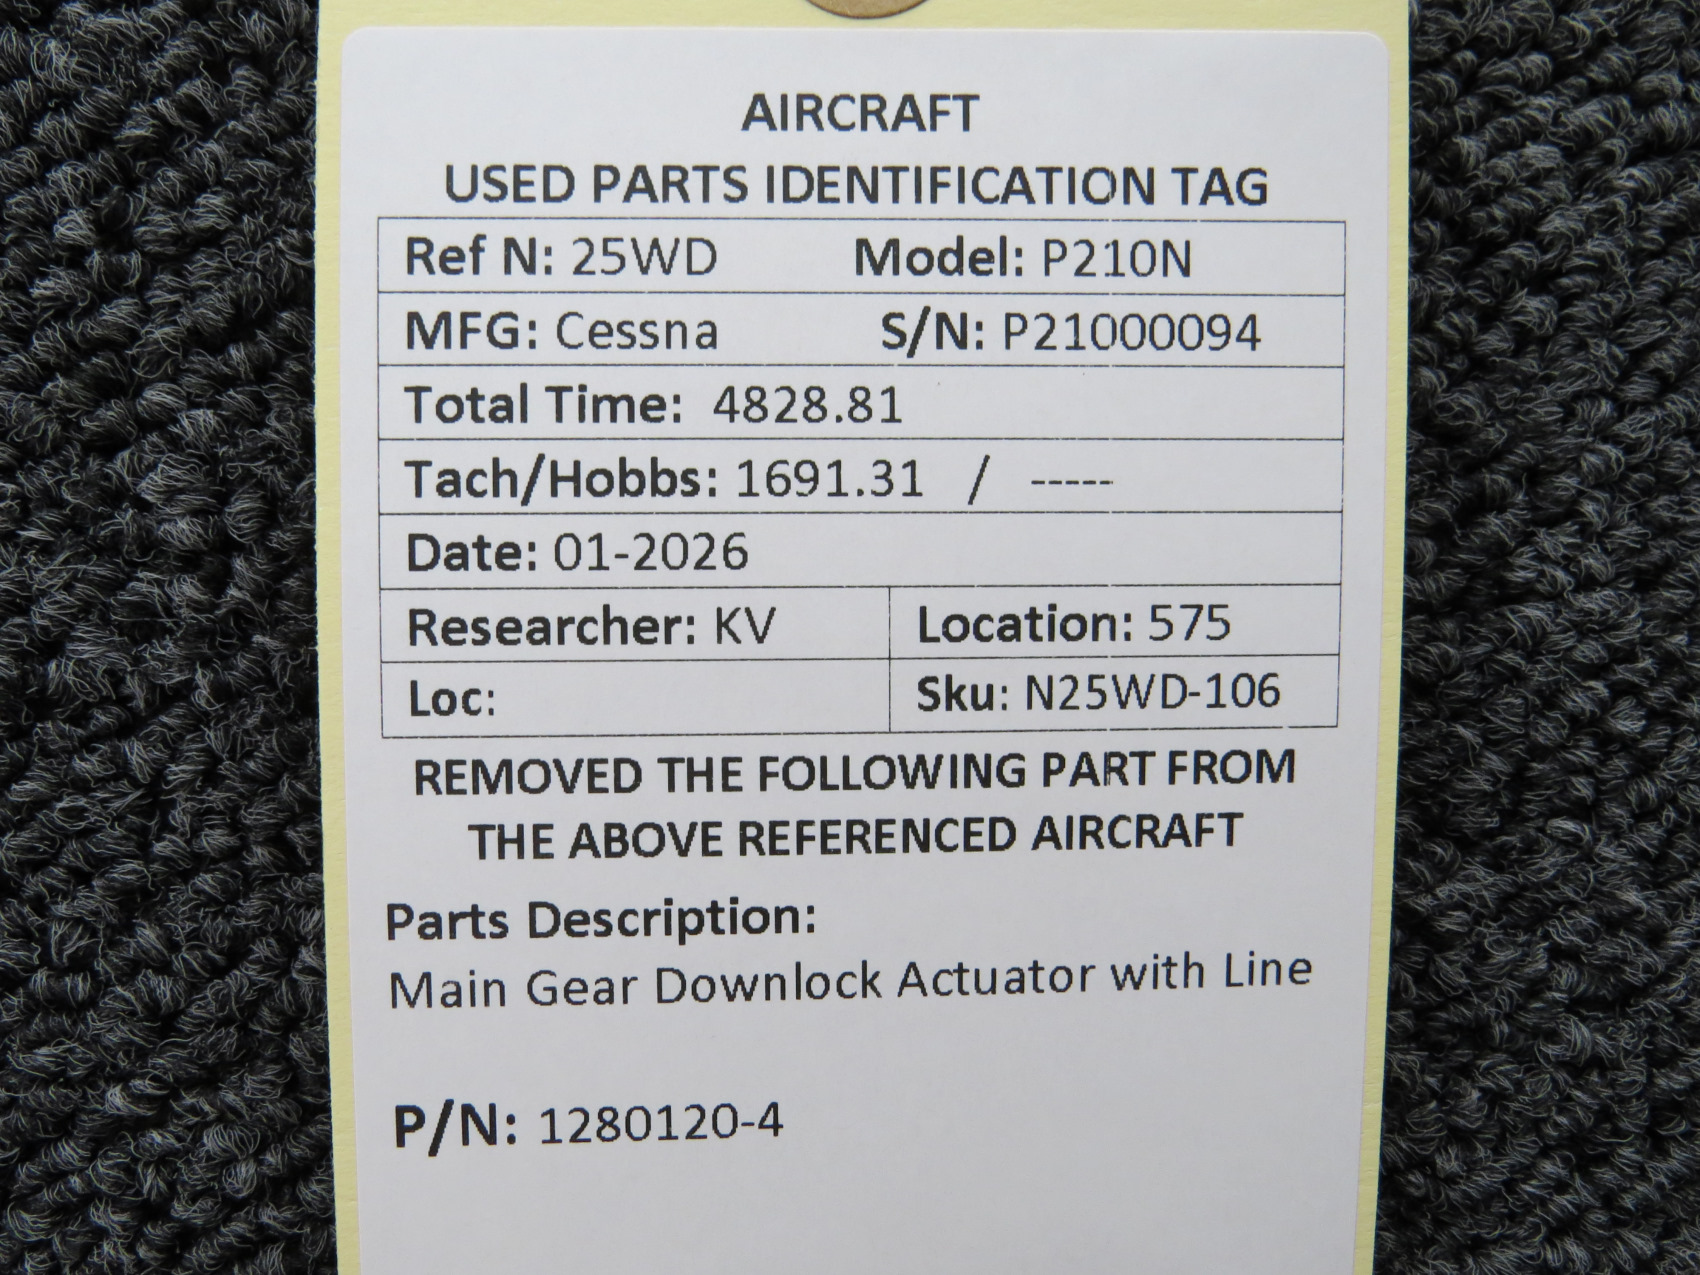 AIRCRAFT
USED PARTS IDENTIFICATION TAG
Ref N: 25WD Model: P210N
MFG: Cessna S/N: P21000094
Total Time: 4828.81
Tach/Hobbs: 1691.31 / -----
Date: 01-2026
Researcher: KV Location: 575
Loc: Sku: N25WD-106
REMOVED THE FOLLOWING PART FROM
THE ABOVE REFERENCED AIRCRAFT
Parts Description:
Main Gear Downlock Actuator with Line
P/N: 1280120-4